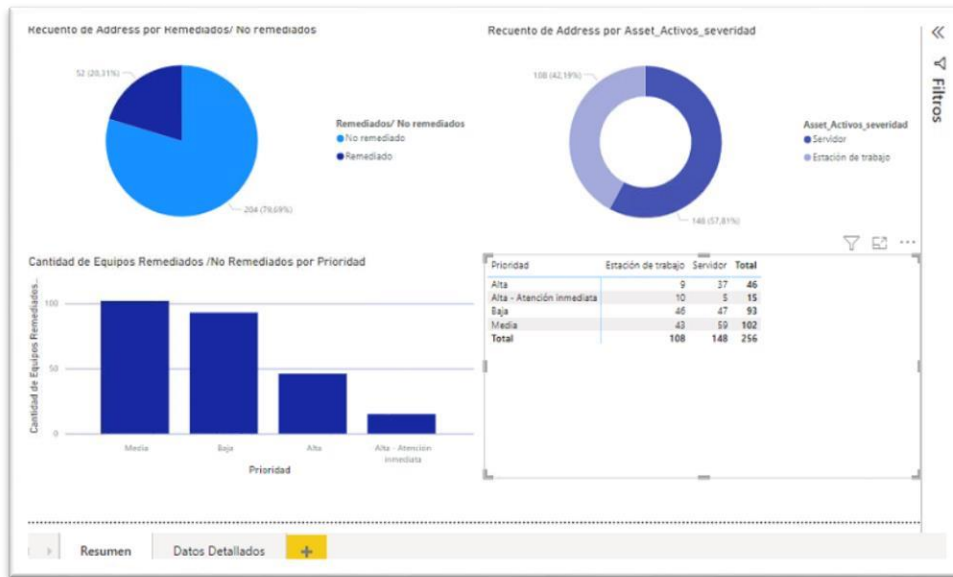 Recuento de Address por Remediados/ No remediados
52 (20,31%)
204 (79,69%)
Remediados/ No remediados
No remediado
Remediado
Recuento de Address por Asset_Activos_severidad
108 (42,19%)
148 (57,81%)
Asset_Activos_severidad
Servidor
Estación de trabajo
Filtros
Cantidad de Equipos Remediados /No Remediados por Prioridad
Cantidad de Equipos Remediados...
100
50
0
Media
Baja
Alta
Alta - Atención
inmediata
Prioridad
Prioridad Estación de trabajo Servidor Total
Alta 9 37 46
Alta - Atención inmediata 10 5 15
Baja 46 47 93
Media 43 59 102
Total 108 148 256
Resumen
Datos Detallados
+